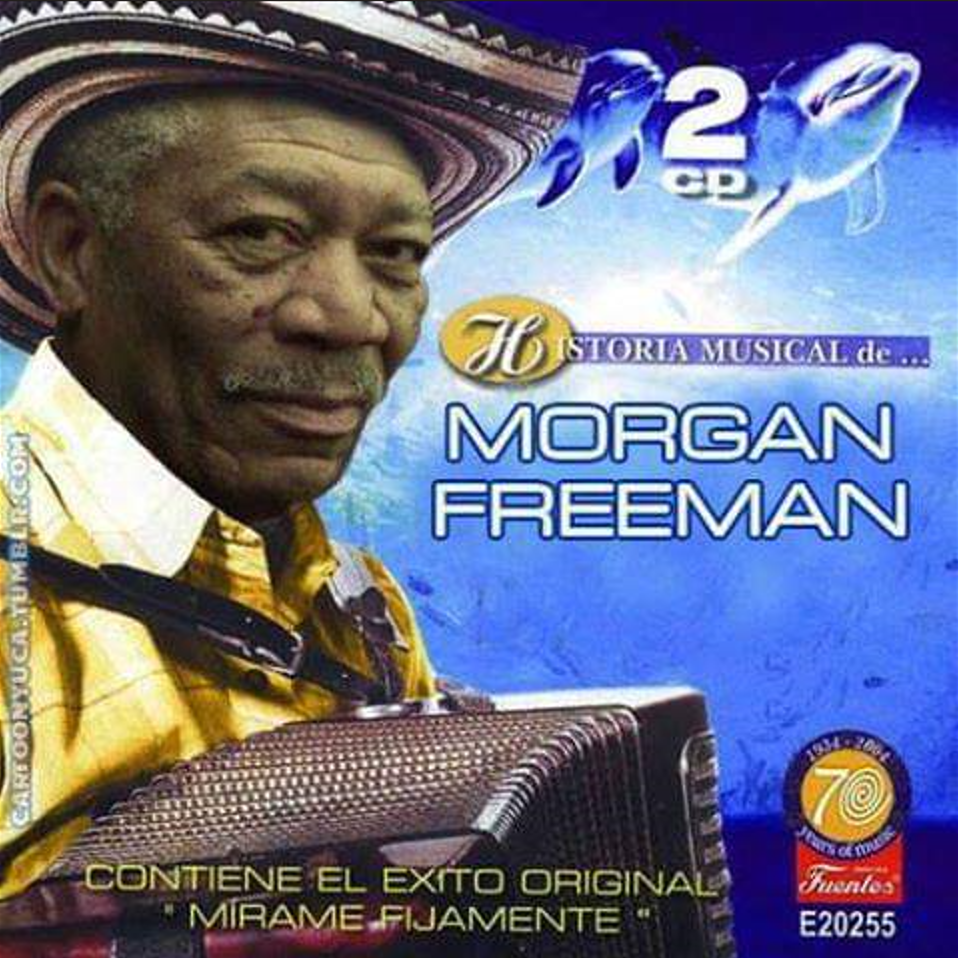 2
CD
HISTORIA MUSICAL de ...
MORGAN
FREEMAN
CARTOONYUCA.TUMBLR.COM
1934 - 2004
70
years of music
Fuentes
E20255
CONTIENE EL EXITO ORIGINAL
" MÍRAME FIJAMENTE "